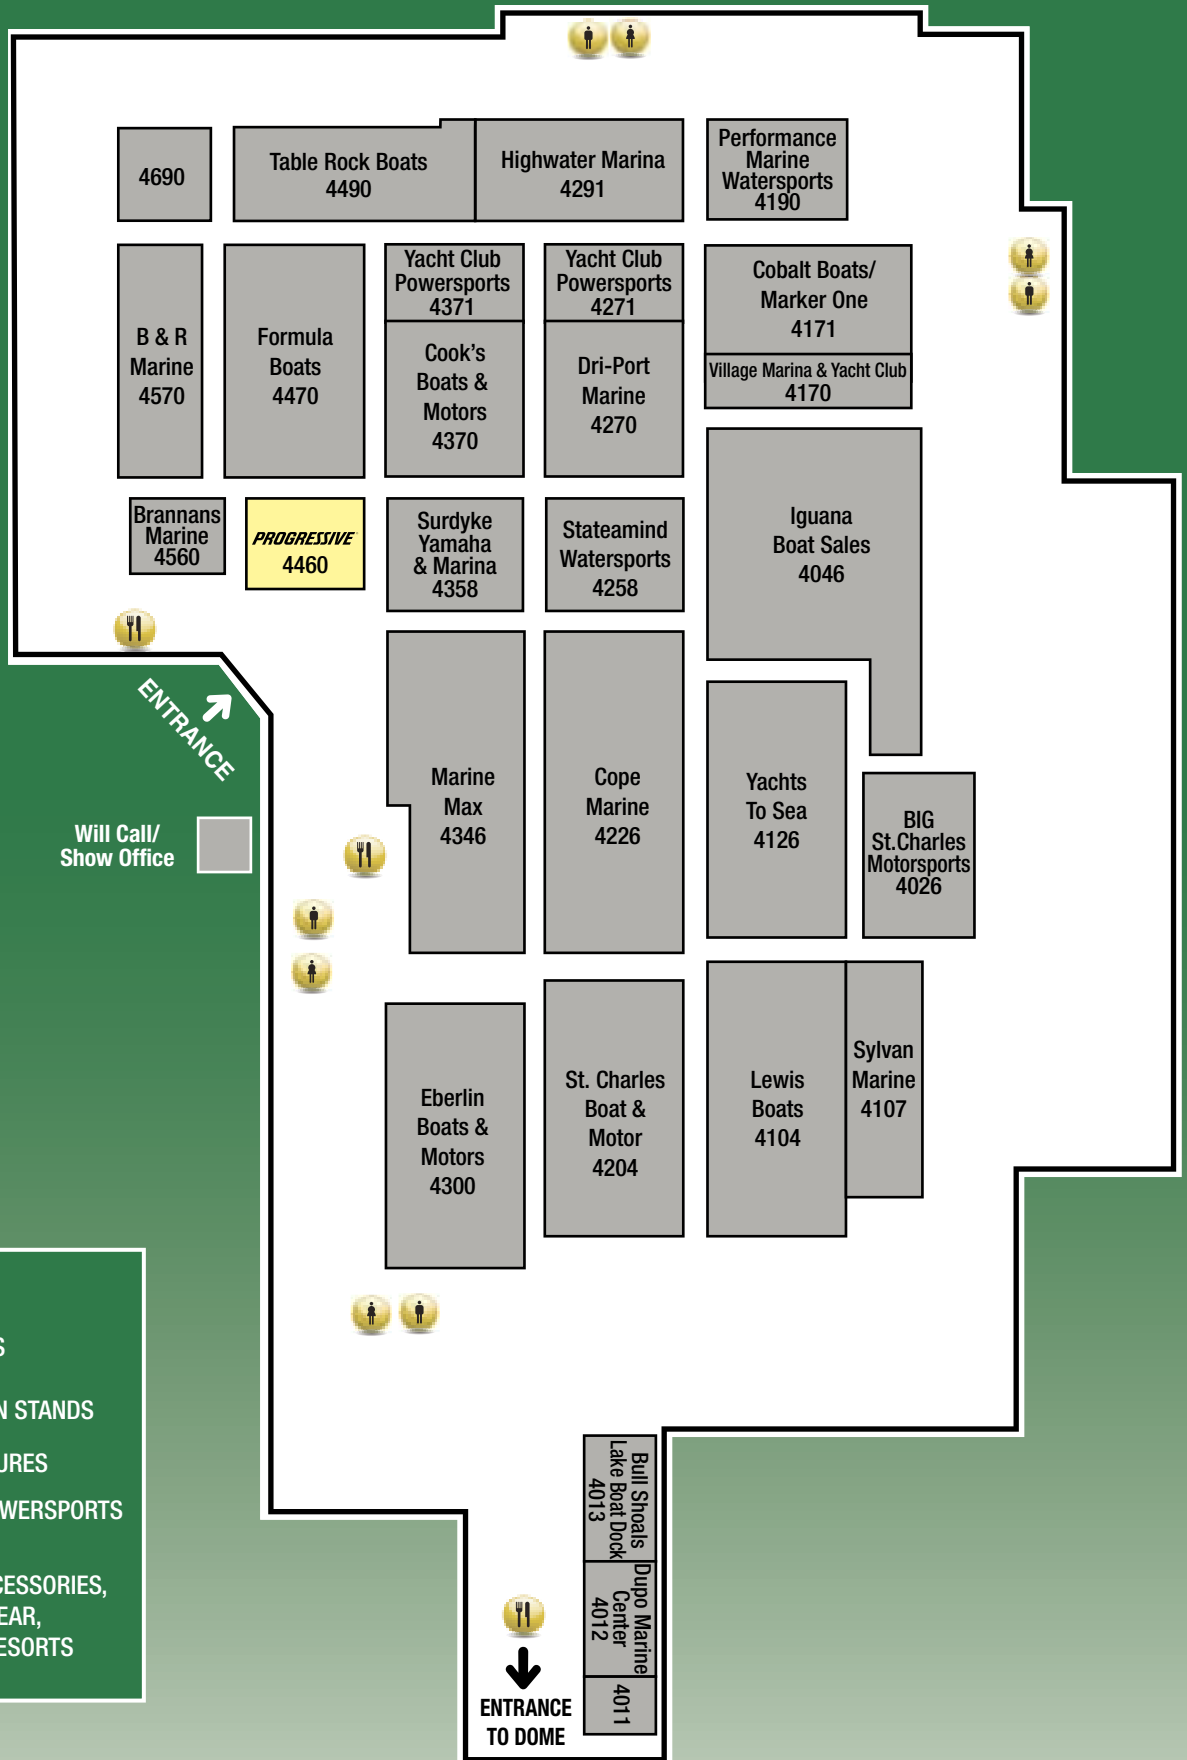 4690
Table Rock Boats
4490
Highwater Marina
4291
Performance
Marine
Watersports
4190
B & R
Marine
4570
Formula
Boats
4470
Yacht Club
Powersports
4371
Cook's
Boats &
Motors
4370
Yacht Club
Powersports
4271
Dri-Port
Marine
4270
Cobalt Boats/
Marker One
4171
Village Marina & Yacht Club
4170
Brannans
Marine
4560
PROGRESSIVE
4460
Surdyke
Yamaha
& Marina
4358
Stateamind
Watersports
4258
Iguana
Boat Sales
4046
ENTRANCE
Will Call/
Show Office
Marine
Max
4346
Cope
Marine
4226
Yachts
To Sea
4126
BIG
St.Charles
Motorsports
4026
Eberlin
Boats &
Motors
4300
St. Charles
Boat &
Motor
4204
Lewis
Boats
4104
Sylvan
Marine
4107
S
N STANDS
URES
WERSPORTS
CESSORIES,
EAR,
ESORTS
Bull Shoals
Lake Boat Dock
4013
Dupo Marine
Center
4012
4011
ENTRANCE
TO DOME